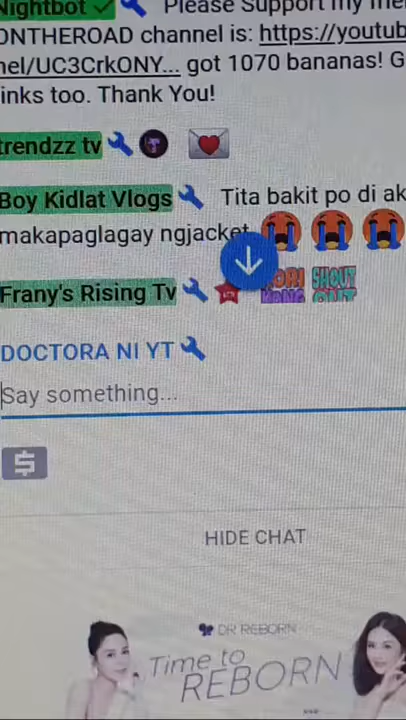 Nightbot Please Support my
ONTHEROAD channel is: https://youtub
nel/UC3CrkONY... got 1070 bananas! G
inks too. Thank You!
trendzz tv
Boy Kidlat Vlogs Tita bakit po di ak
makapaglagay ngjacket
Frany's Rising Tv SHOUT OUT
DOCTORA NI YT
Say something...
$
HIDE CHAT
DR REBORN
Time to
REBORN